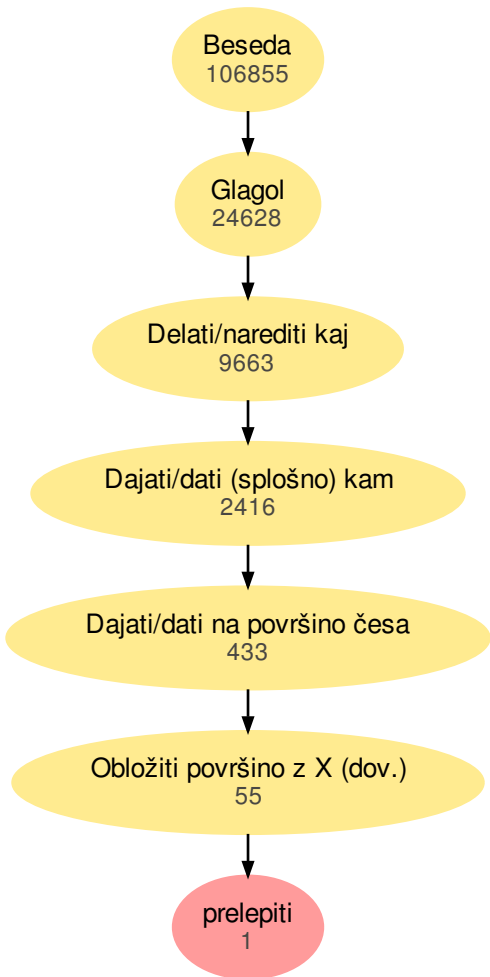 Beseda
106855
Glagol
24628
Delati/narediti kaj
9663
Dajati/dati (splošno) kam
2416
Dajati/dati na površino česa
433
Obložiti površino z X (dov.)
55
prelepiti
1